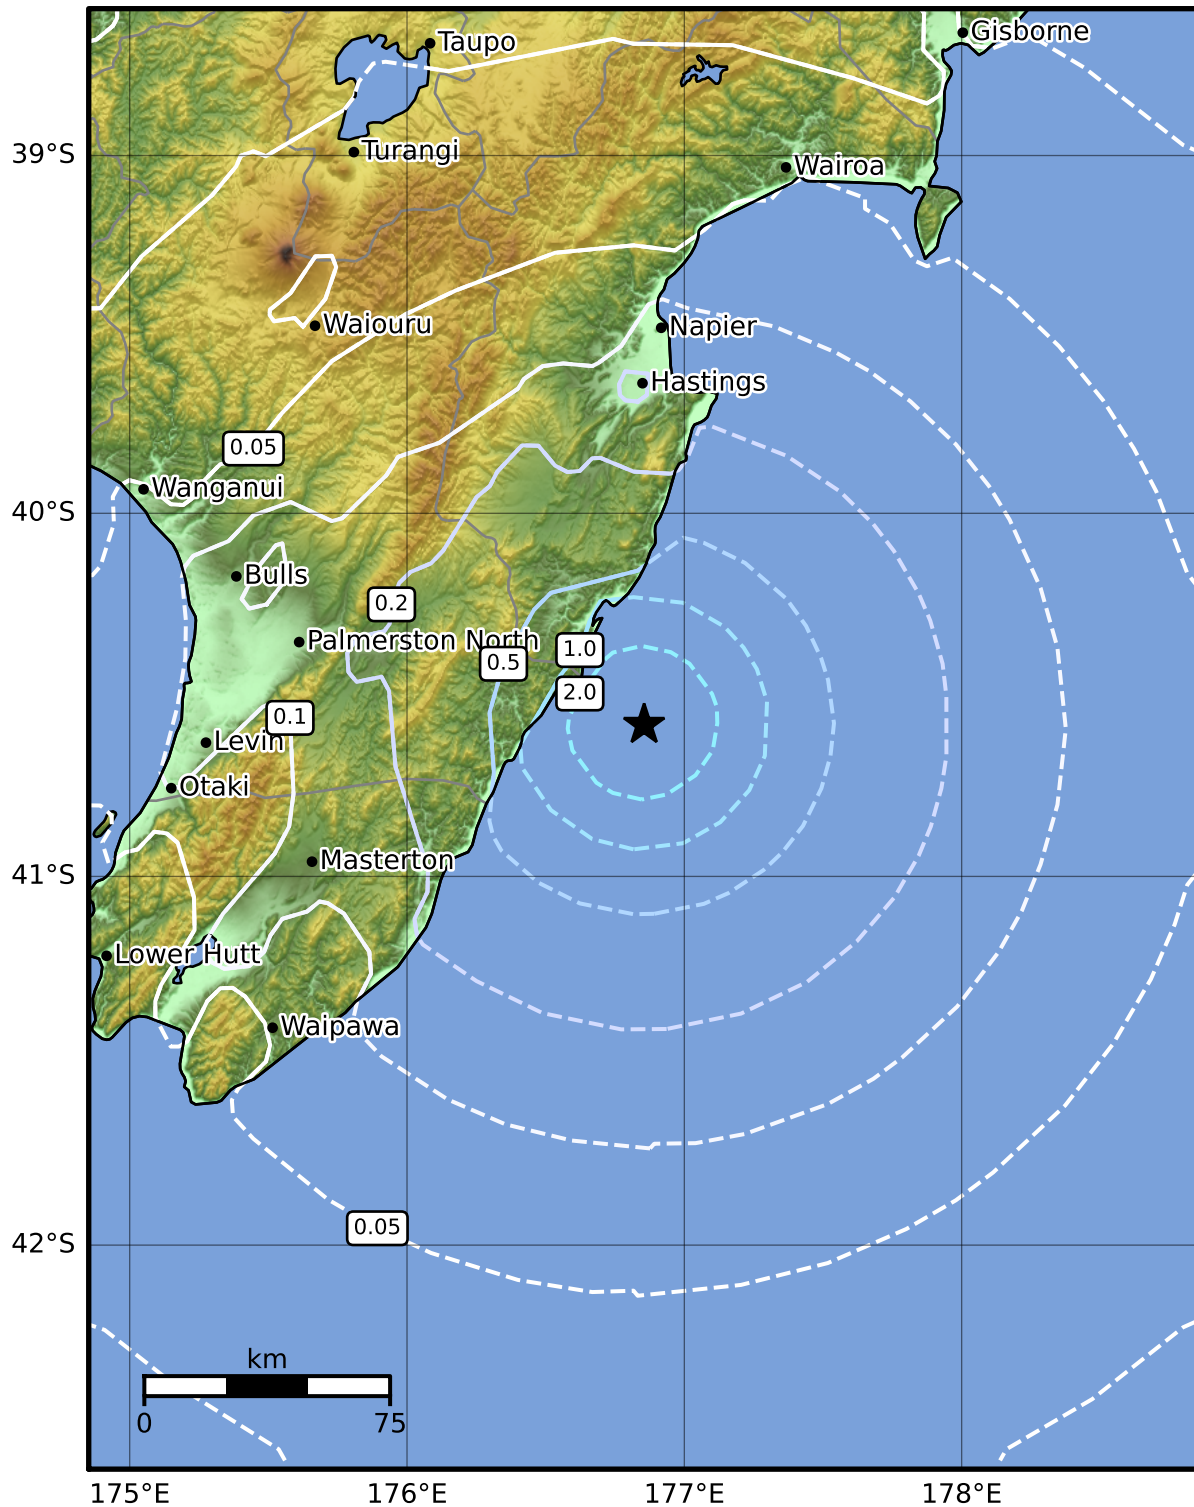 Gisborne
Taupo
Turangi
39°S
Wairoa
Waiouru
Napier
Hastings
0.05
Wanganui
40°S
Bulls
0.2
Palmerston North
1.0
0.5
2.0
0.1
Levin
Otaki
Masterton
41°S
Lower Hutt
Waipawa
0.05
42°S
km
0 75
175°E 176°E 177°E 178°E